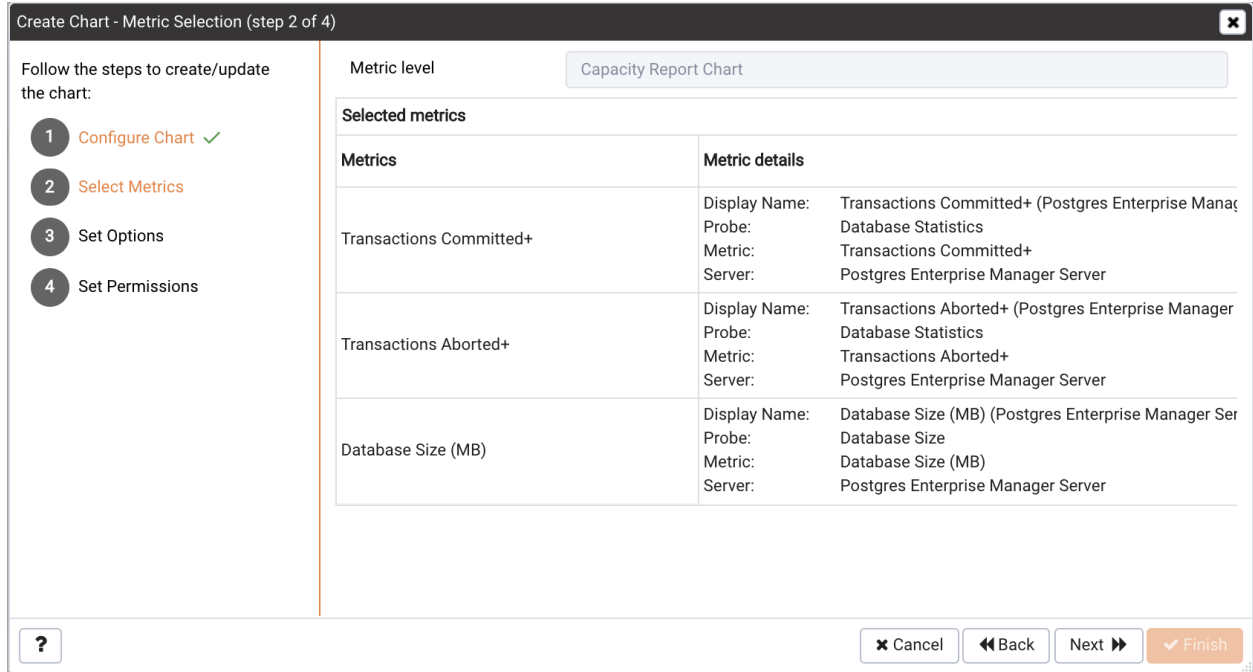 Create Chart - Metric Selection (step 2 of 4)
Follow the steps to create/update
the chart:
1 Configure Chart
2 Select Metrics
3 Set Options
4 Set Permissions
Metric level Capacity Report Chart
Selected metrics
Metrics Metric details
Transactions Committed+
Display Name: Transactions Committed+ (Postgres Enterprise Manag
Probe: Database Statistics
Metric: Transactions Committed+
Server: Postgres Enterprise Manager Server
Transactions Aborted+
Display Name: Transactions Aborted+ (Postgres Enterprise Manager
Probe: Database Statistics
Metric: Transactions Aborted+
Server: Postgres Enterprise Manager Server
Database Size (MB)
Display Name: Database Size (MB) (Postgres Enterprise Manager Ser
Probe: Database Size
Metric: Database Size (MB)
Server: Postgres Enterprise Manager Server
? Cancel Back Next Finish